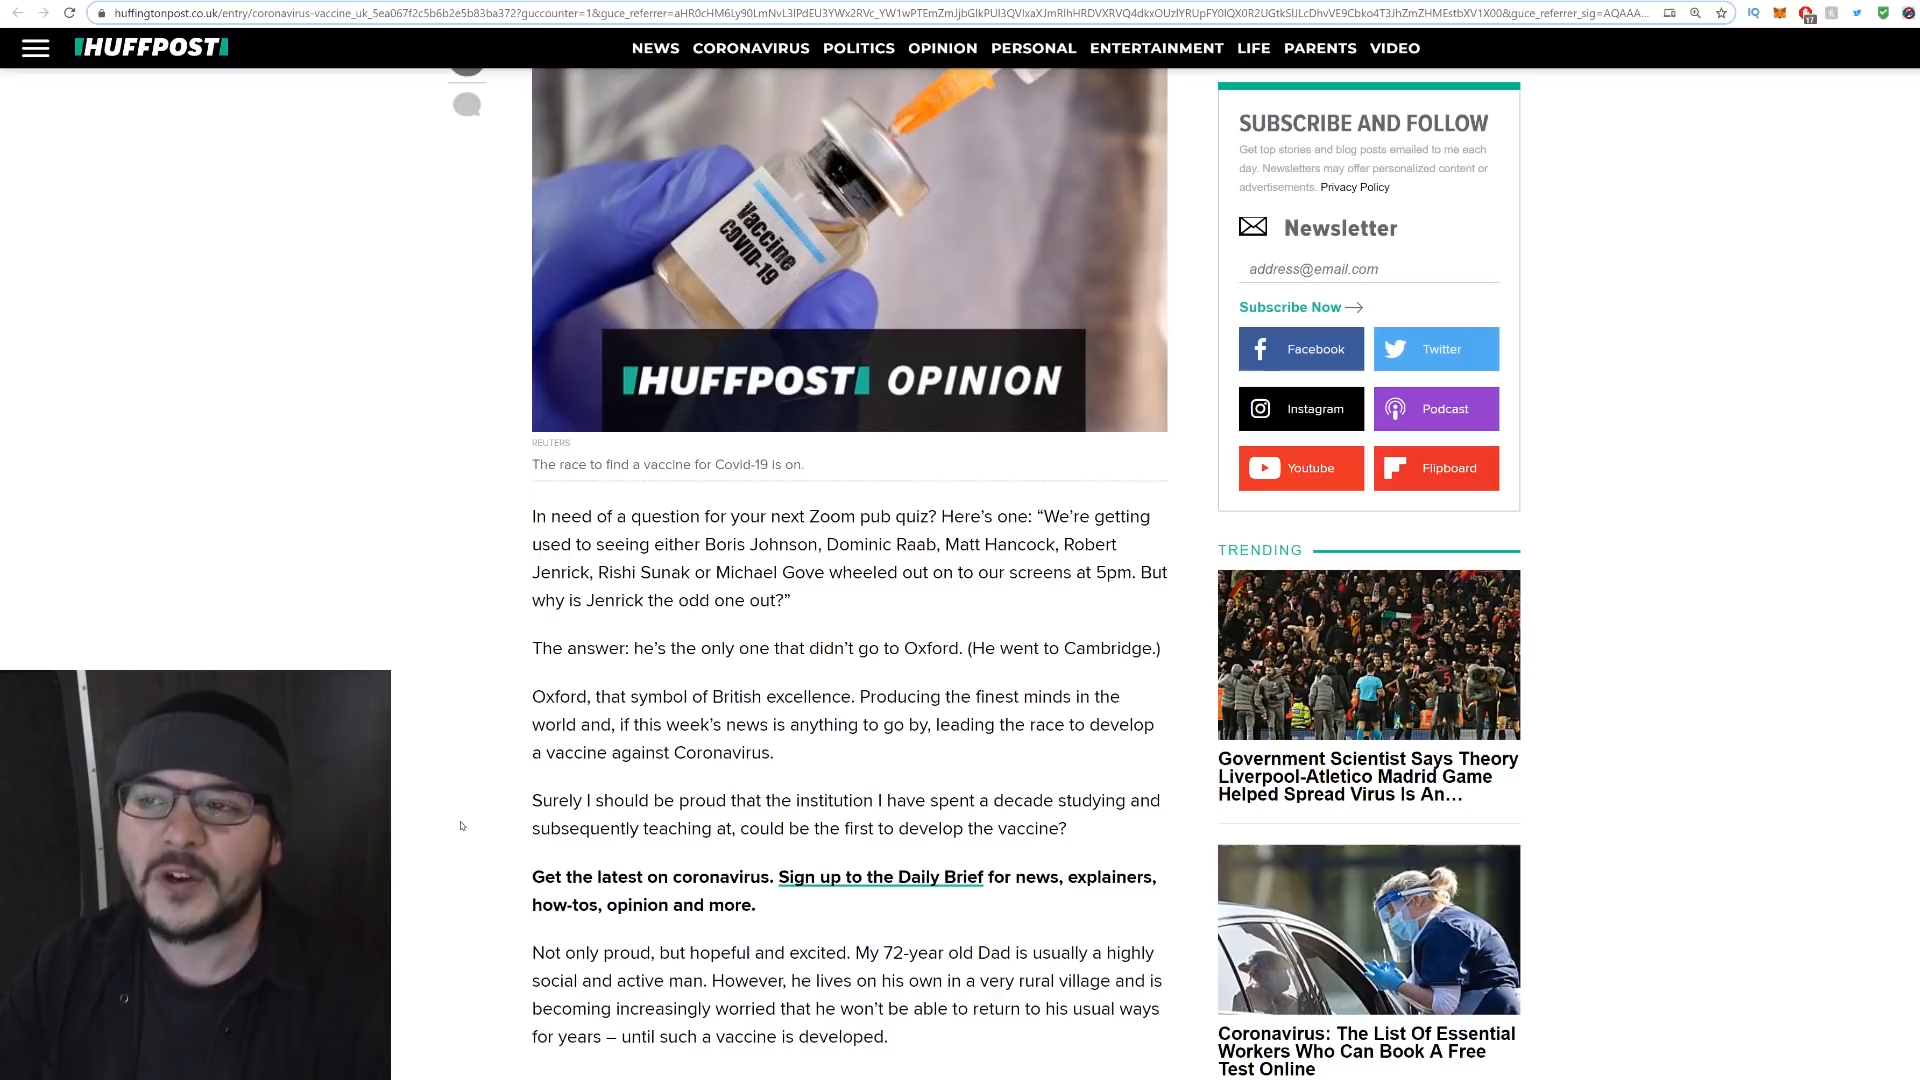 HUFFPOST
NEWS CORONAVIRUS POLITICS OPINION PERSONAL ENTERTAINMENT LIFE PARENTS VIDEO
Vaccine
COVID-19
HUFFPOST OPINION
REUTERS
The race to find a vaccine for Covid-19 is on.
In need of a question for your next Zoom pub quiz? Here’s one: “We’re getting
used to seeing either Boris Johnson, Dominic Raab, Matt Hancock, Robert
Jenrick, Rishi Sunak or Michael Gove wheeled out on to our screens at 5pm. But
why is Jenrick the odd one out?”
The answer: he’s the only one that didn’t go to Oxford. (He went to Cambridge.)
Oxford, that symbol of British excellence. Producing the finest minds in the
world and, if this week’s news is anything to go by, leading the race to develop
a vaccine against Coronavirus.
Surely I should be proud that the institution I have spent a decade studying and
subsequently teaching at, could be the first to develop the vaccine?
Get the latest on coronavirus. Sign up to the Daily Brief for news, explainers,
how-tos, opinion and more.
Not only proud, but hopeful and excited. My 72-year old Dad is usually a highly
social and active man. However, he lives on his own in a very rural village and is
becoming increasingly worried that he won’t be able to return to his usual ways
for years – until such a vaccine is developed.
SUBSCRIBE AND FOLLOW
Get top stories and blog posts emailed to me each
day. Newsletters may offer personalized content or
advertisements. Privacy Policy
Newsletter
address@email.com
Subscribe Now
Facebook
Twitter
Instagram
Podcast
Youtube
Flipboard
TRENDING
Government Scientist Says Theory
Liverpool-Atletico Madrid Game
Helped Spread Virus Is An...
Coronavirus: The List Of Essential
Workers Who Can Book A Free
Test Online